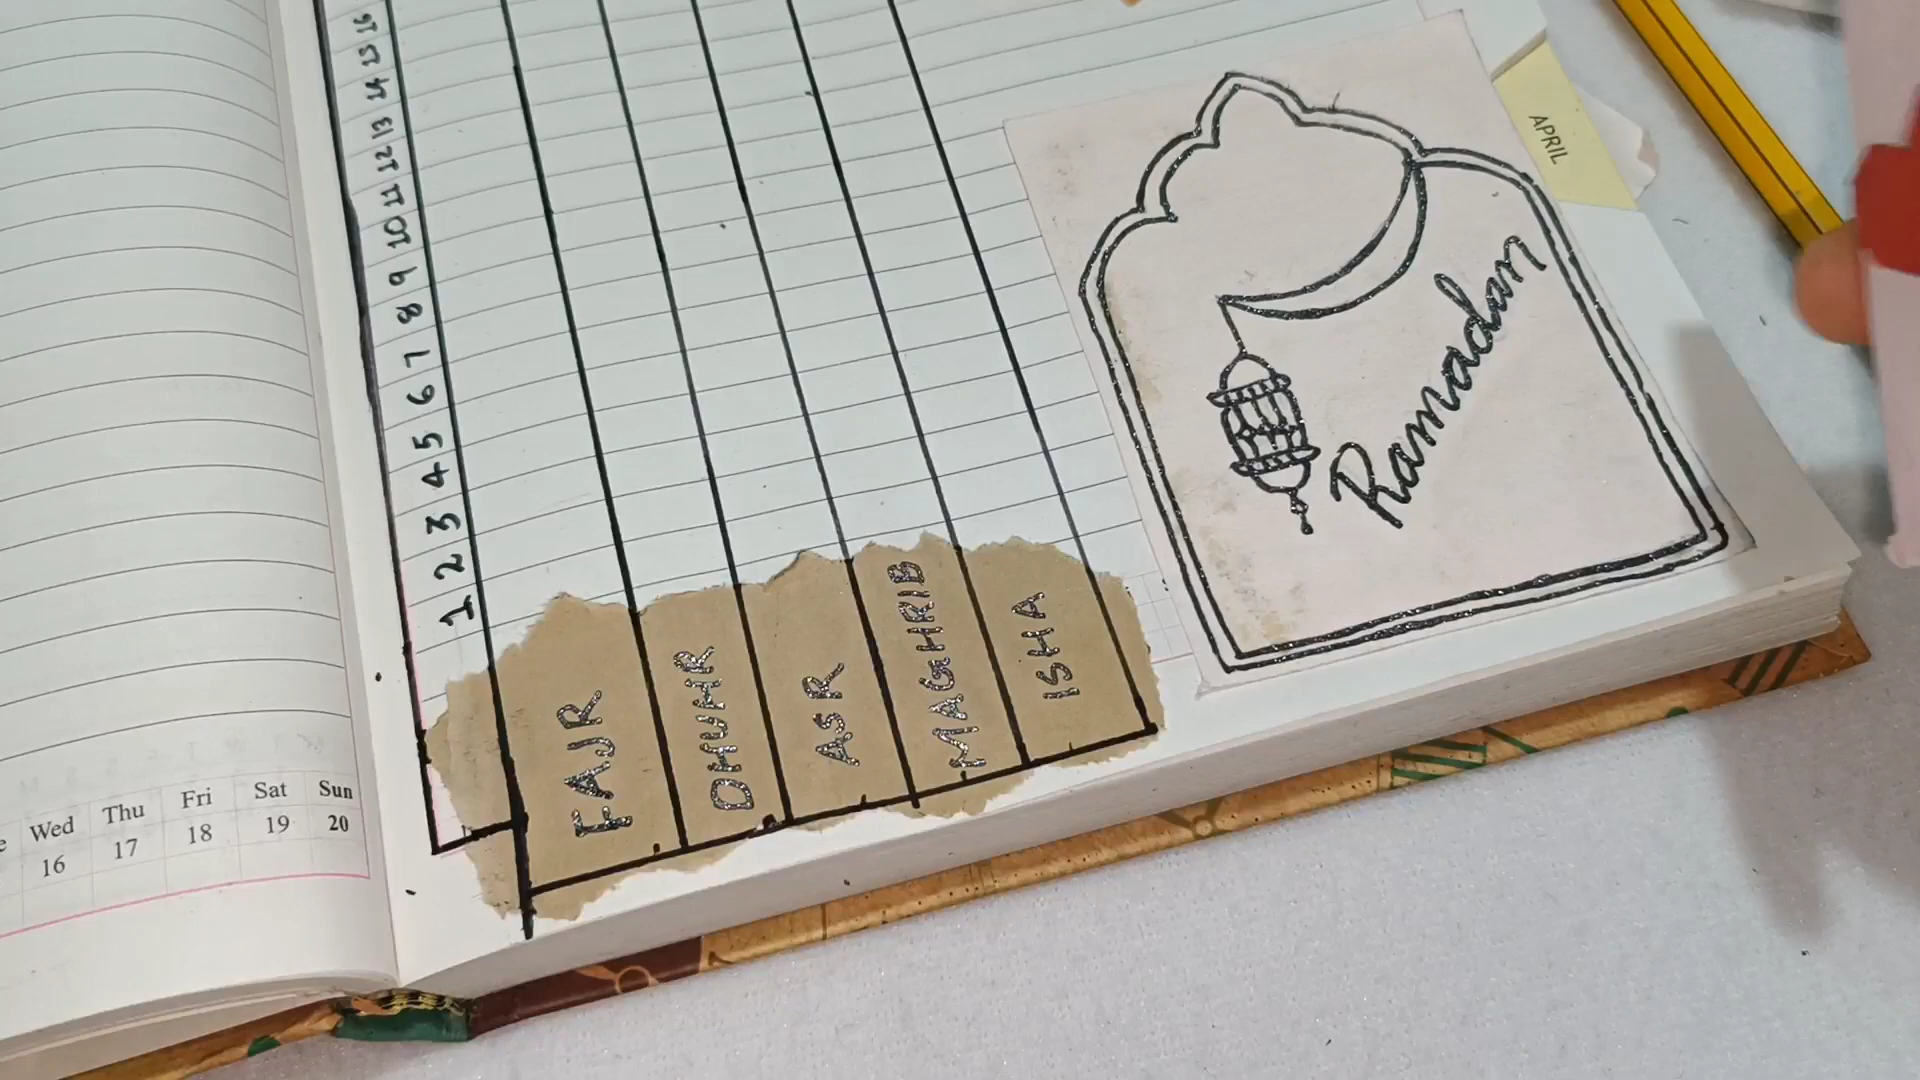 1 2 3 4 5 6 7 8 9 10 11 12 13 14 15 16
FAJR
DHUHR
ASR
MAGHRIB
ISHA
Ramadan
APRIL
Wed Thu Fri Sat Sun
16 17 18 19 20